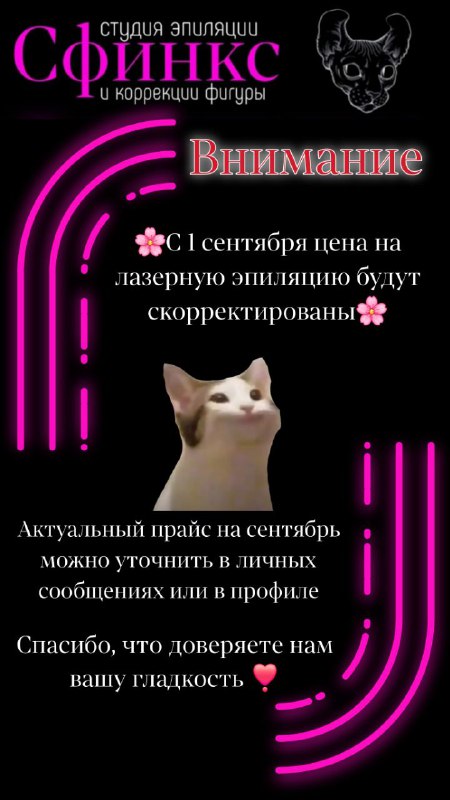 студия эпиляции
Сфинкс
и коррекции фигуры
Внимание
🌸С 1 сентября цена на
лазерную эпиляцию будут
скорректированы🌸
Актуальный прайс на сентябрь
можно уточнить в личных
сообщениях или в профиле
Спасибо, что доверяете нам
вашу гладкость ❣️